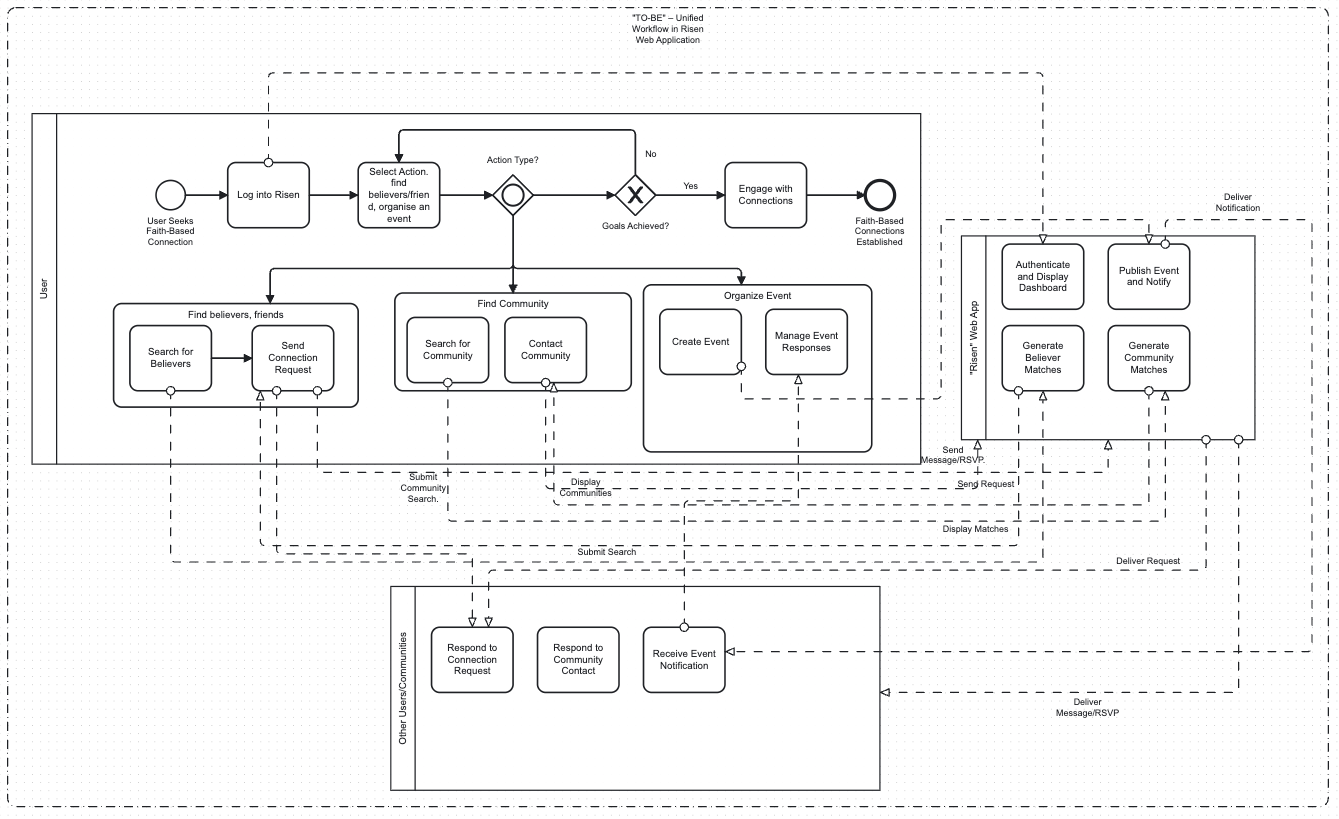 "TO-BE" – Unified
Workflow in Risen
Web Application
User
User Seeks
Faith-Based
Connection
Log into Risen
Select Action.
find
believers/frien
d, organise an
event
Action Type?
No
Yes
Goals Achieved?
Engage with
Connections
Faith-Based
Connections
Established
Find believers, friends
Search for
Believers
Send
Connection
Request
Find Community
Search for
Community
Contact
Community
Organize Event
Create Event
Manage Event
Responses
Deliver
Notification
"Risen" Web App
Authenticate
and Display
Dashboard
Publish Event
and Notify
Generate
Believer
Matches
Generate
Community
Matches
Send
Message/RSVP.
Submit
Community
Search.
Display
Communities
Send Request
Display Matches
Submit Search
Deliver Request
Other Users/Communities
Respond to
Connection
Request
Respond to
Community
Contact
Receive Event
Notification
Deliver
Message/RSVP